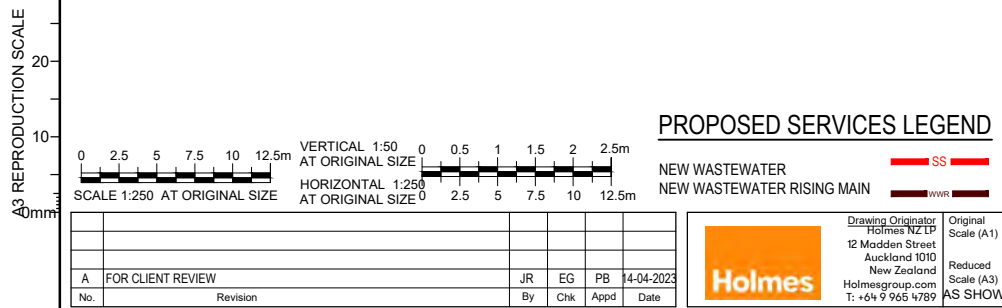 A3 REPRODUCTION SCALE
20
10
0mm
0 2.5 5 7.5 10 12.5m
SCALE 1:250 AT ORIGINAL SIZE
VERTICAL 1:50
AT ORIGINAL SIZE
0 0.5 1 1.5 2 2.5m
HORIZONTAL 1:250
AT ORIGINAL SIZE
0 2.5 5 7.5 10 12.5m
PROPOSED SERVICES LEGEND
NEW WASTEWATER SS
NEW WASTEWATER RISING MAIN WWR
A FOR CLIENT REVIEW JR EG PB 14-04-2023
No. Revision By Chk Appd Date
Holmes
Drawing Originator
Holmes NZ LP
12 Madden Street
Auckland 1010
New Zealand
Holmesgroup.com
T: +64 9 965 4789
Original
Scale (A1)
Reduced
Scale (A3)
AS SHOW